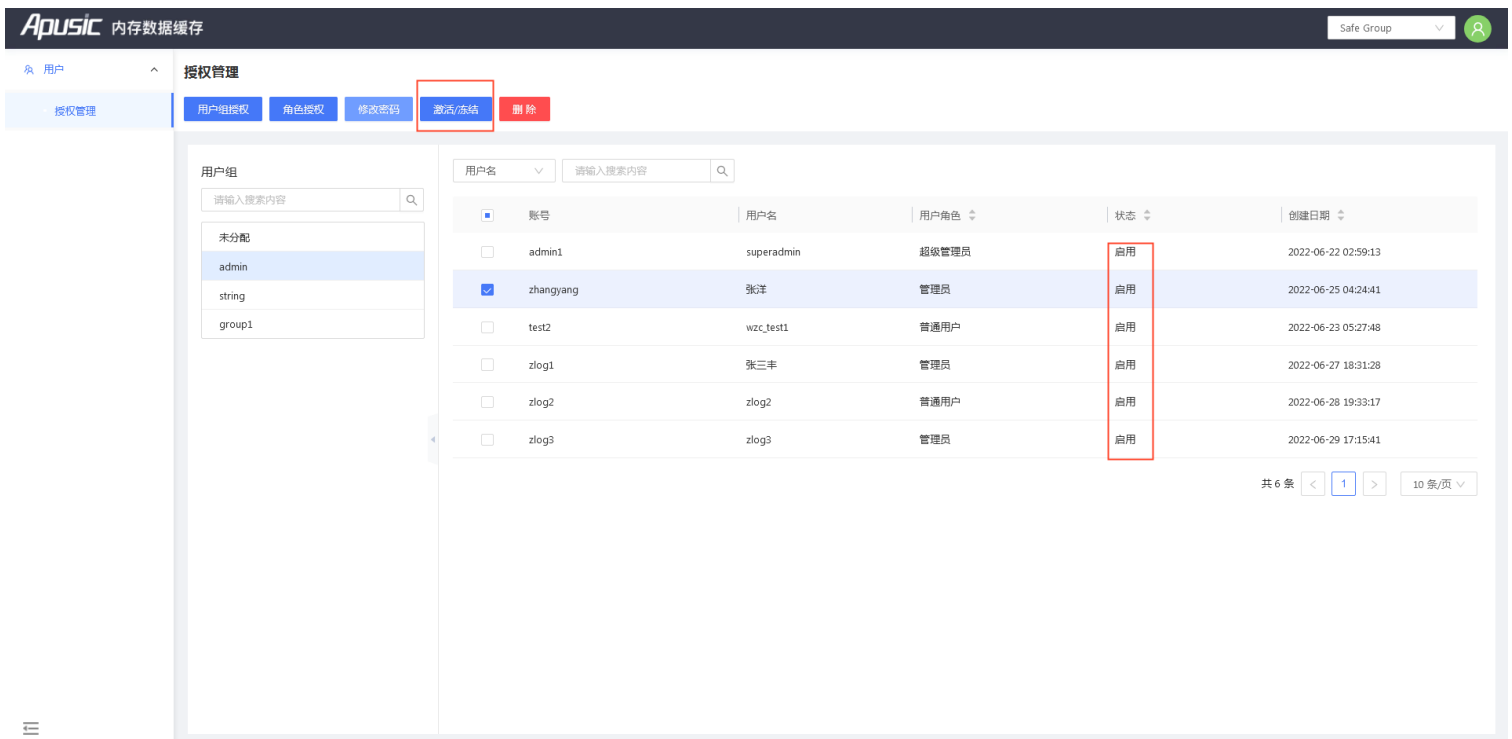 Apusic 内存数据缓存
Safe Group
用户
授权管理
授权管理
用户组授权 角色授权 修改密码 激活/冻结 删 除
用户组
请输入搜索内容
未分配
admin
string
group1
用户名 请输入搜索内容
账号 用户名 用户角色 状态 创建日期
admin1 superadmin 超级管理员 启用 2022-06-22 02:59:13
zhangyang 张洋 管理员 启用 2022-06-25 04:24:41
test2 wzc_test1 普通用户 启用 2022-06-23 05:27:48
zlog1 张三丰 管理员 启用 2022-06-27 18:31:28
zlog2 zlog2 普通用户 启用 2022-06-28 19:33:17
zlog3 zlog3 管理员 启用 2022-06-29 17:15:41
共 6 条 < 1 > 10 条/页